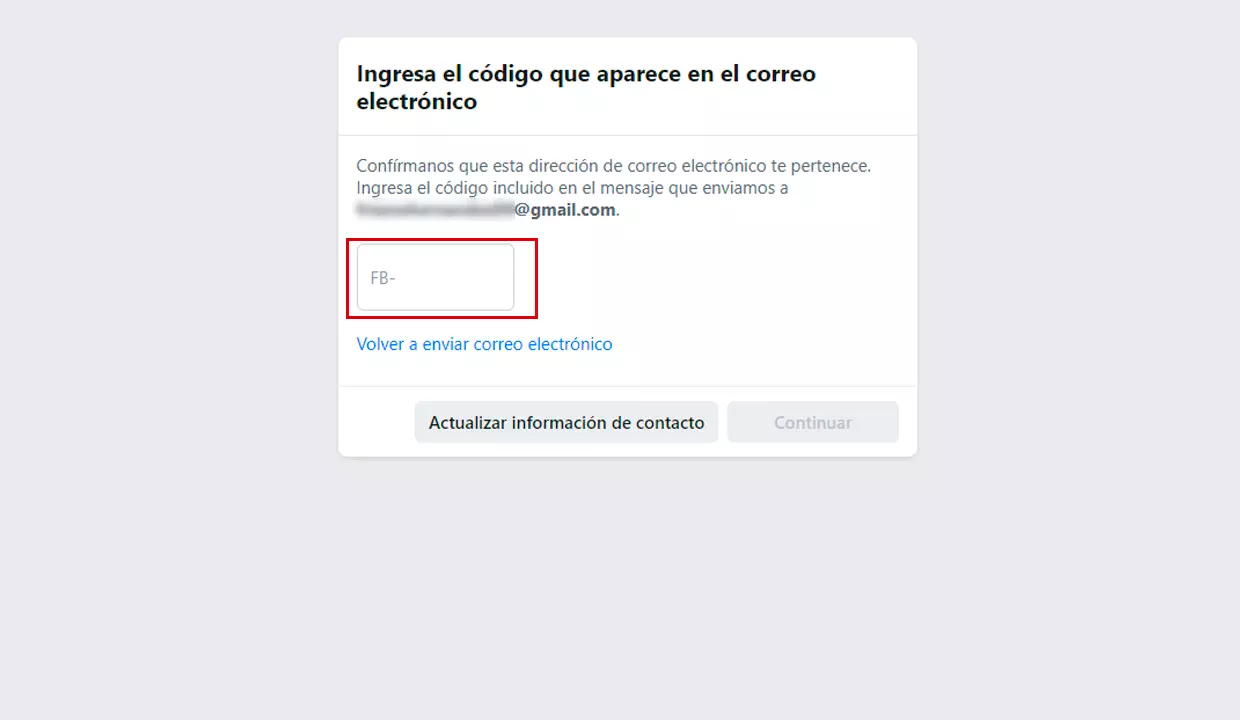 Ingresa el código que aparece en el correo
electrónico
Confírmanos que esta dirección de correo electrónico te pertenece.
Ingresa el código incluido en el mensaje que enviamos a
@gmail.com.
FB-
Volver a enviar correo electrónico
Actualizar información de contacto
Continuar